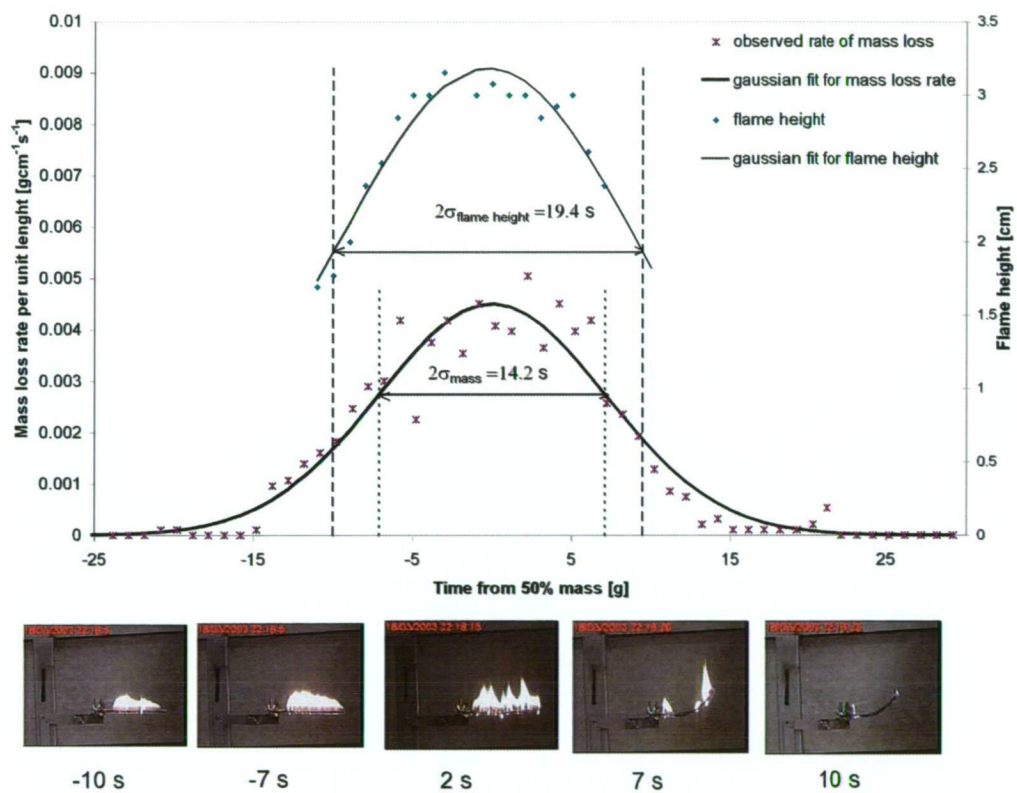 0.01
0.009
0.008
0.007
0.006
0.005
0.004
0.003
0.002
0.001
0
Mass loss rate per unit lenght [gcm⁻¹s⁻¹]
3.5
3
2.5
2
1.5
1
0.5
0
Flame height [cm]
observed rate of mass loss
gaussian fit for mass loss rate
flame height
gaussian fit for flame height
2σflame height =19.4 s
2σmass =14.2 s
-25 -15 -5 5 15 25
Time from 50% mass [g]
-10 s -7 s 2 s 7 s 10 s